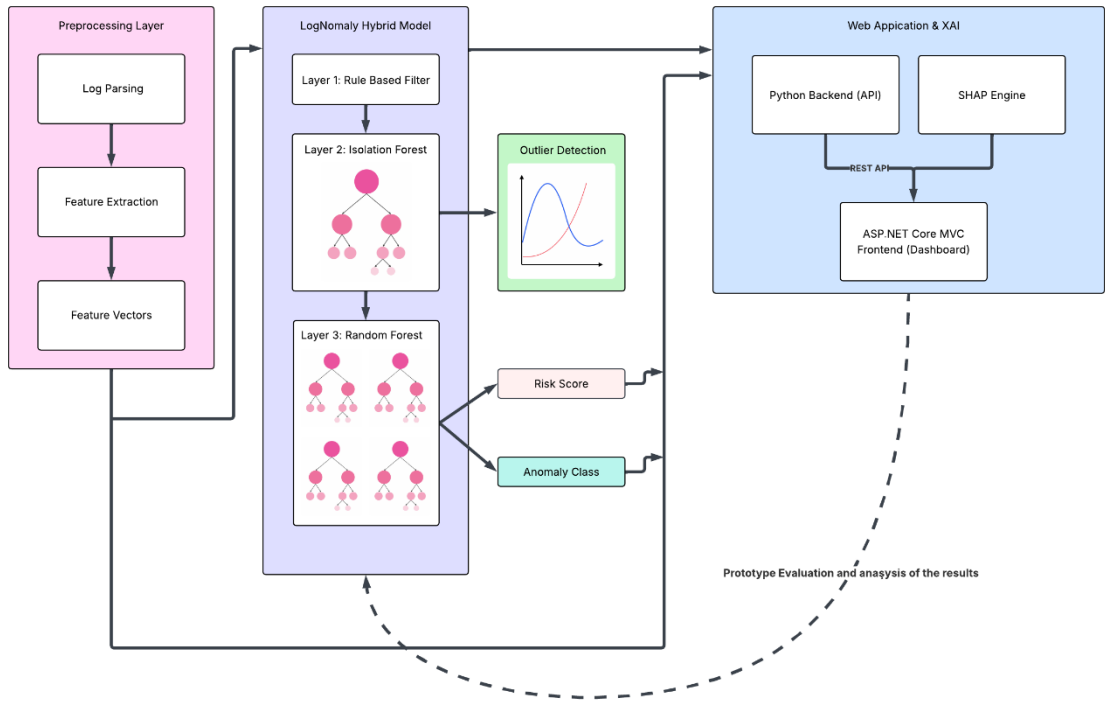 Preprocessing Layer
Log Parsing
Feature Extraction
Feature Vectors
LogNomaly Hybrid Model
Layer 1: Rule Based Filter
Layer 2: Isolation Forest
Layer 3: Random Forest
Outlier Detection
Risk Score
Anomaly Class
Web Appication & XAI
Python Backend (API)
SHAP Engine
REST API
ASP.NET Core MVC
Frontend (Dashboard)
Prototype Evaluation and anaşysis of the results